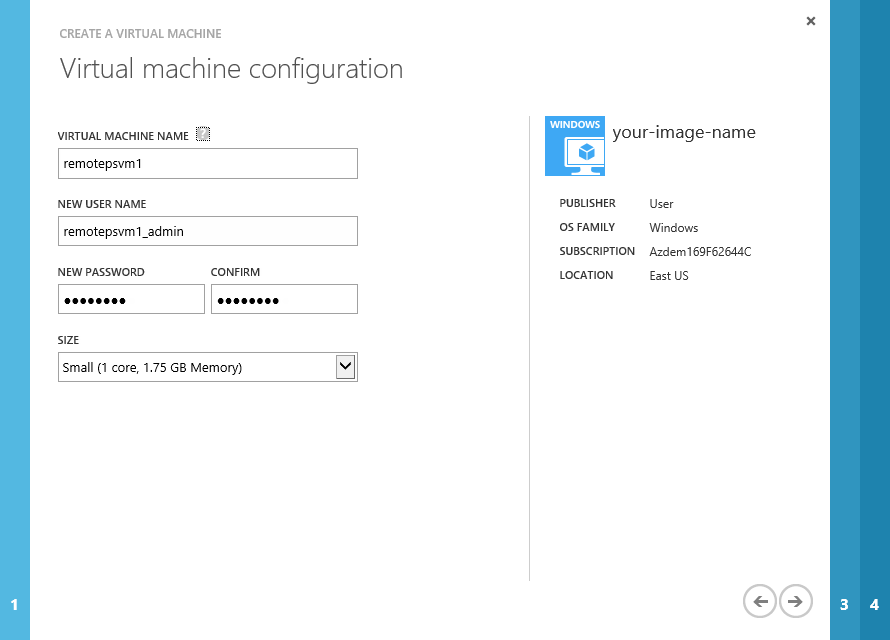 CREATE A VIRTUAL MACHINE
Virtual machine configuration
VIRTUAL MACHINE NAME ?
remotepsvm1
NEW USER NAME
remotepsvm1_admin
NEW PASSWORD CONFIRM
●●●●●●●● ●●●●●●●●
SIZE
Small (1 core, 1.75 GB Memory)
WINDOWS
your-image-name
PUBLISHER User
OS FAMILY Windows
SUBSCRIPTION Azdem169F62644C
LOCATION East US
1
3 4